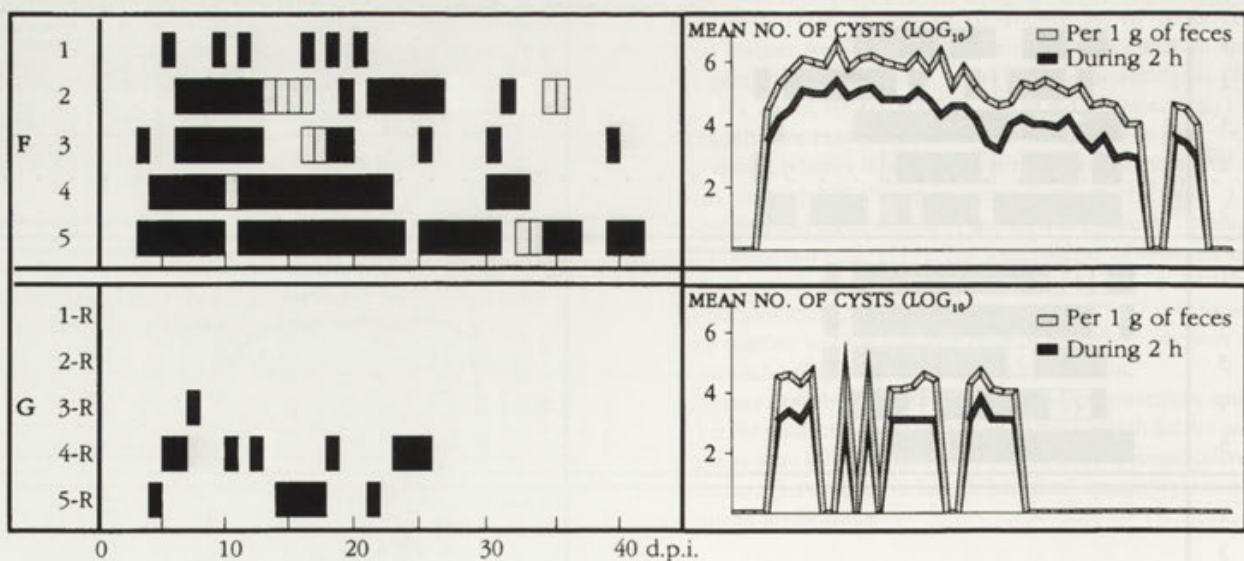 F
1
2
3
4
5
MEAN NO. OF CYSTS (LOG₁₀)
Per 1 g of feces
During 2 h
6
4
2
G
1-R
2-R
3-R
4-R
5-R
MEAN NO. OF CYSTS (LOG₁₀)
Per 1 g of feces
During 2 h
6
4
2
0 10 20 30 40 d.p.i.